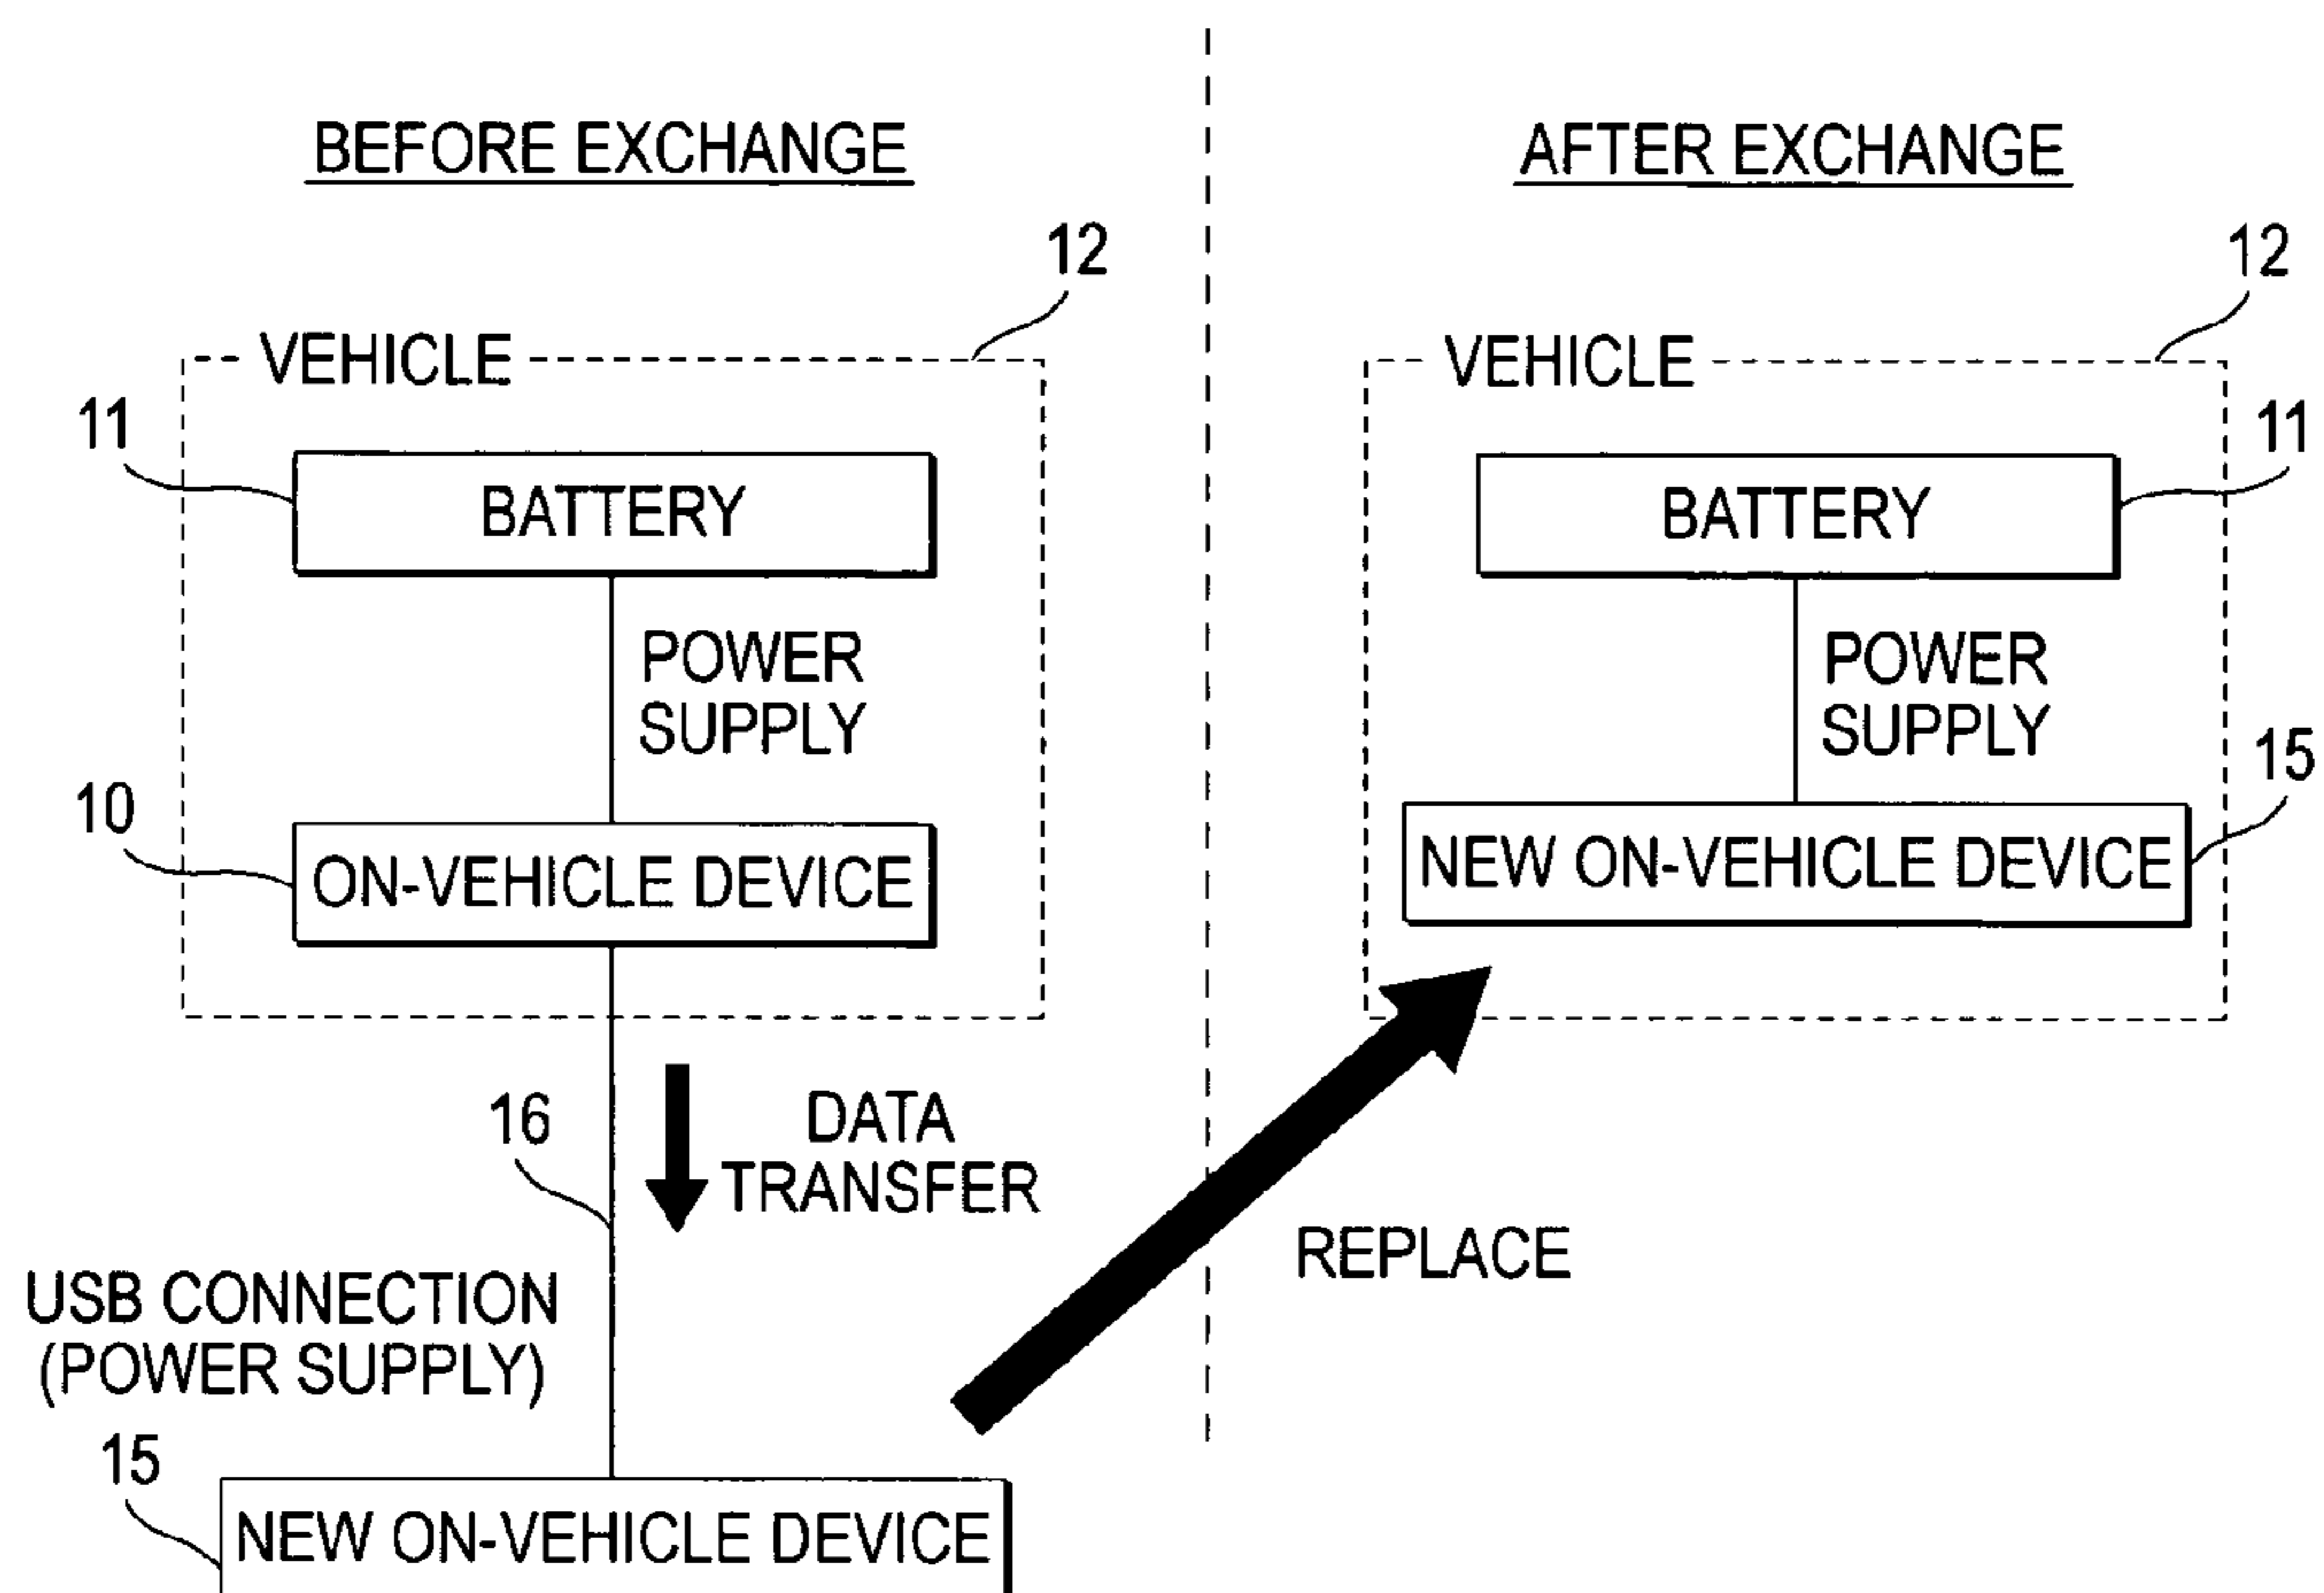 BEFORE EXCHANGE
12
VEHICLE
11
BATTERY
POWER
SUPPLY
10
ON-VEHICLE DEVICE
16
DATA
TRANSFER
USB CONNECTION
(POWER SUPPLY)
15
NEW ON-VEHICLE DEVICE
REPLACE
AFTER EXCHANGE
12
VEHICLE
11
BATTERY
POWER
SUPPLY
15
NEW ON-VEHICLE DEVICE